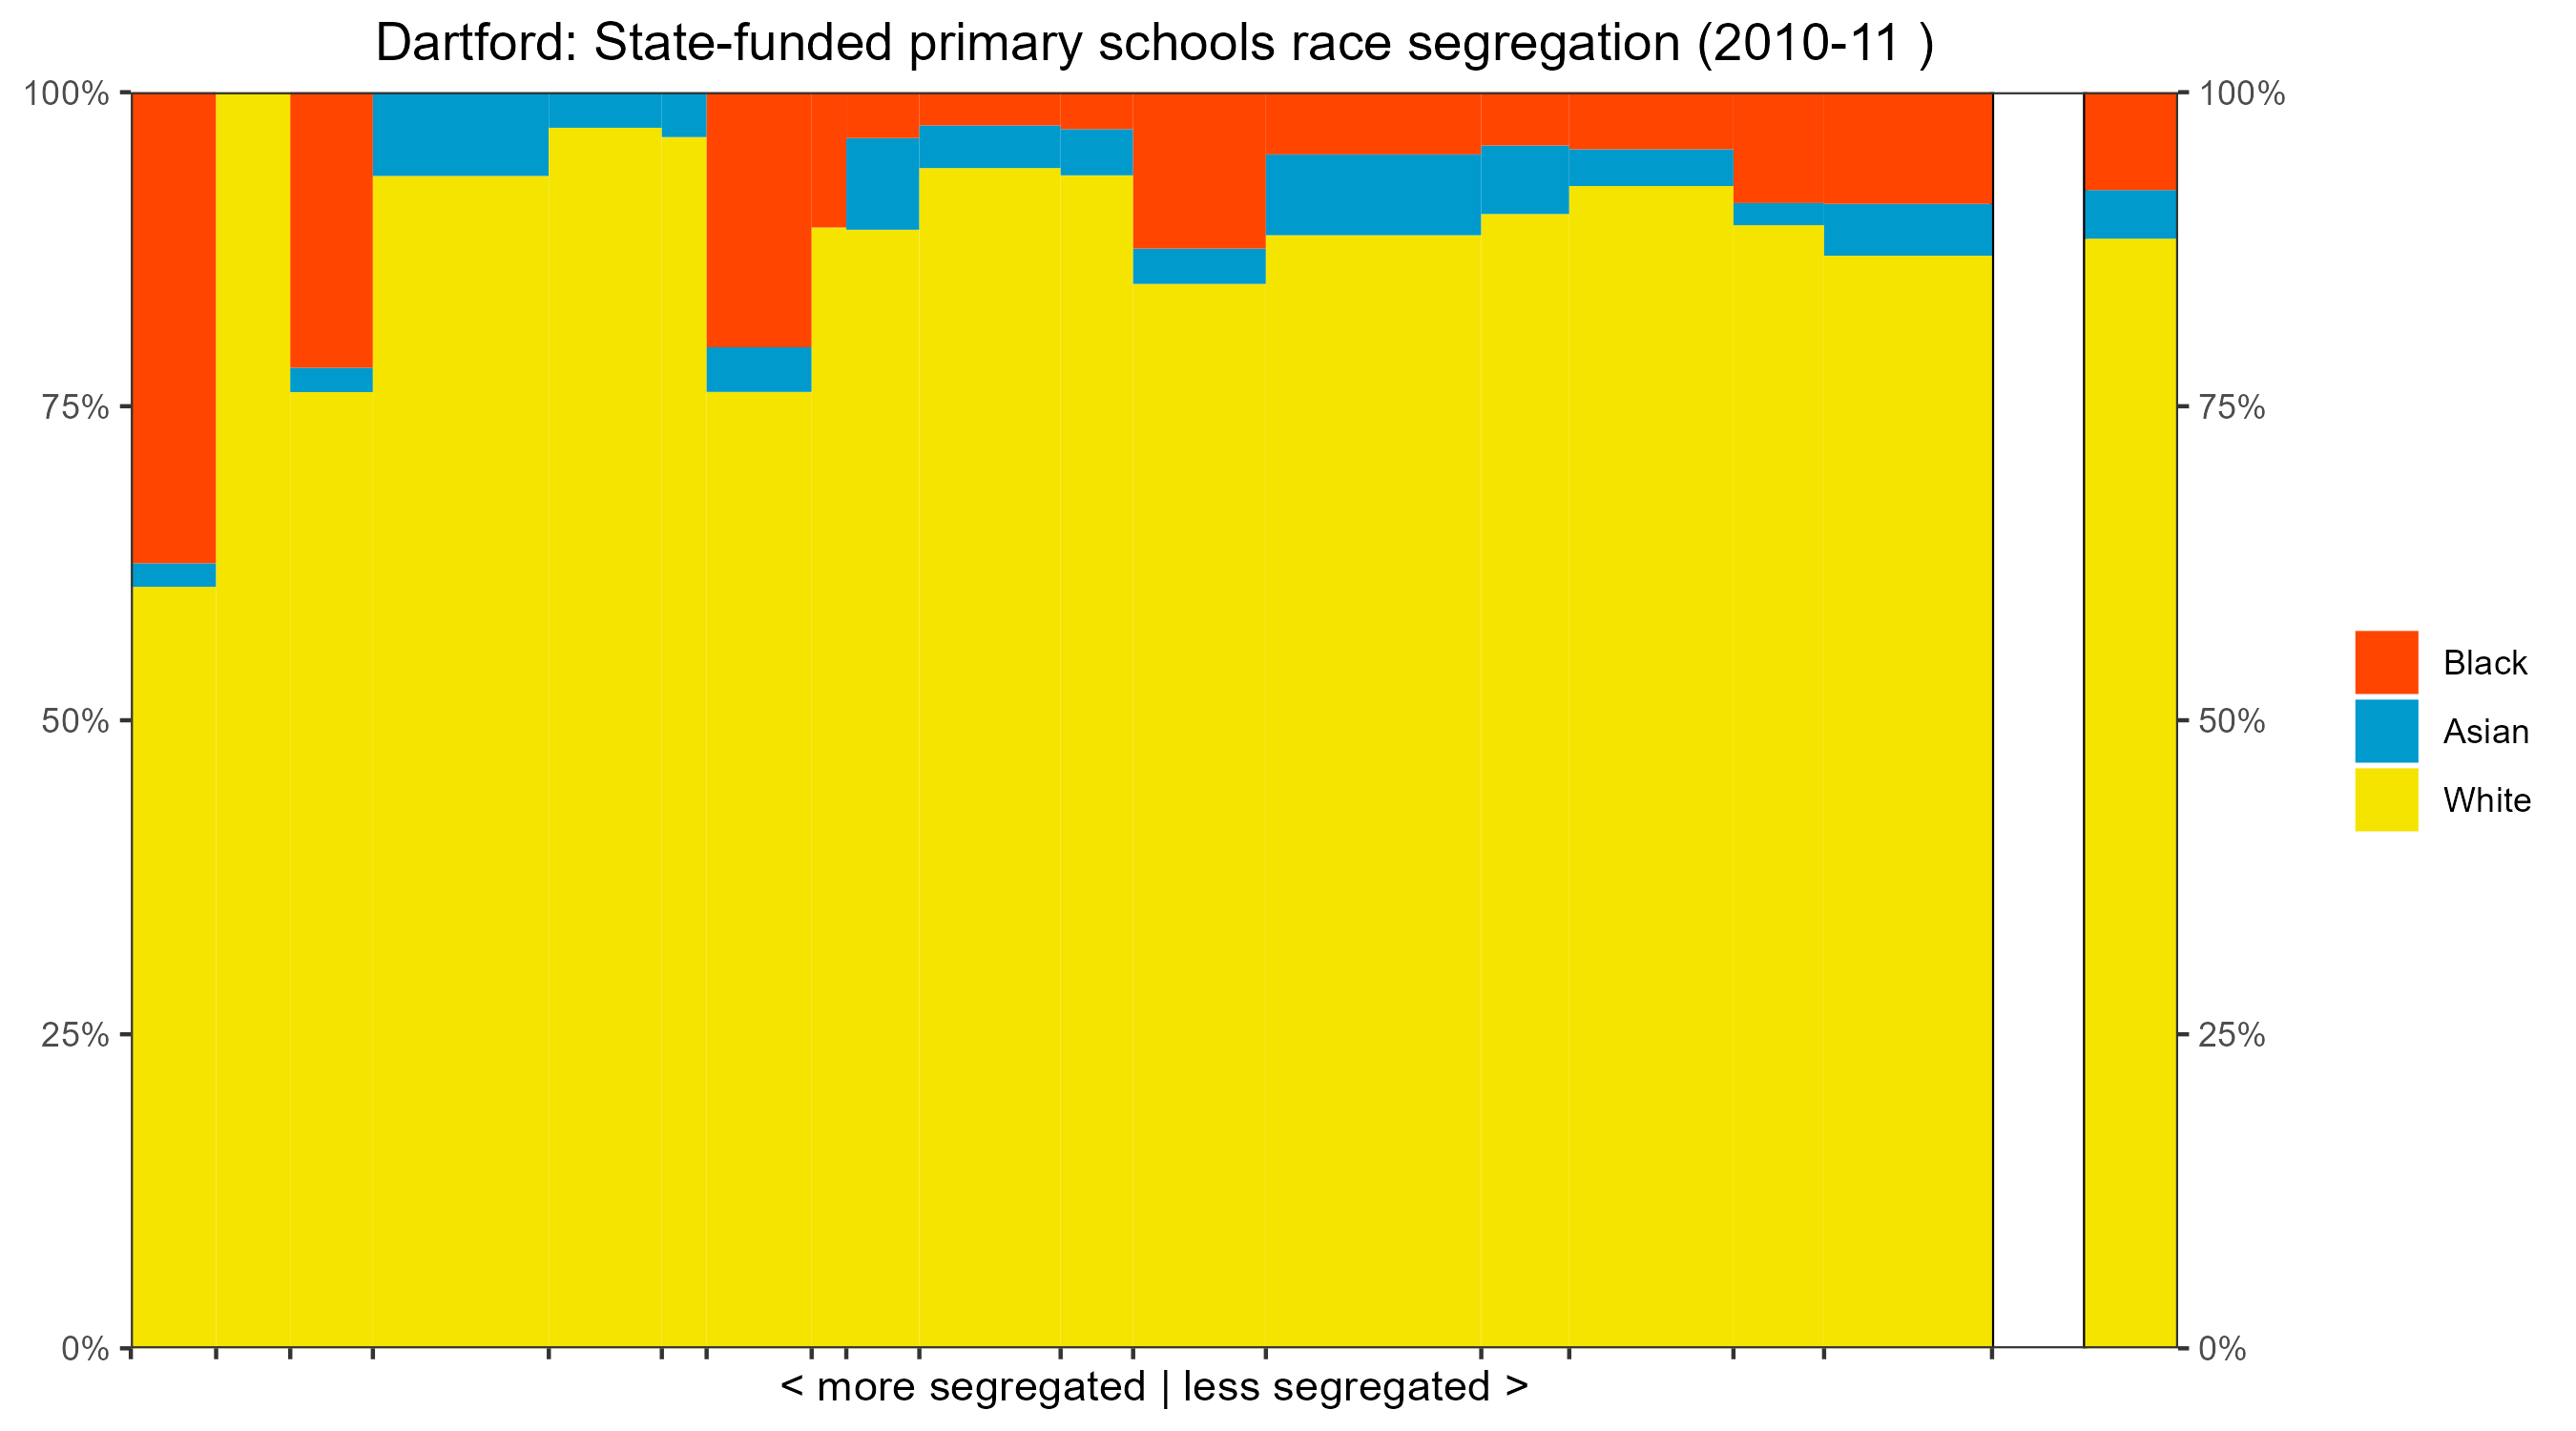 Dartford: State-funded primary schools race segregation (2010-11 )
100%
75%
50%
25%
0%
100%
75%
50%
25%
0%
Black
Asian
White
< more segregated | less segregated >